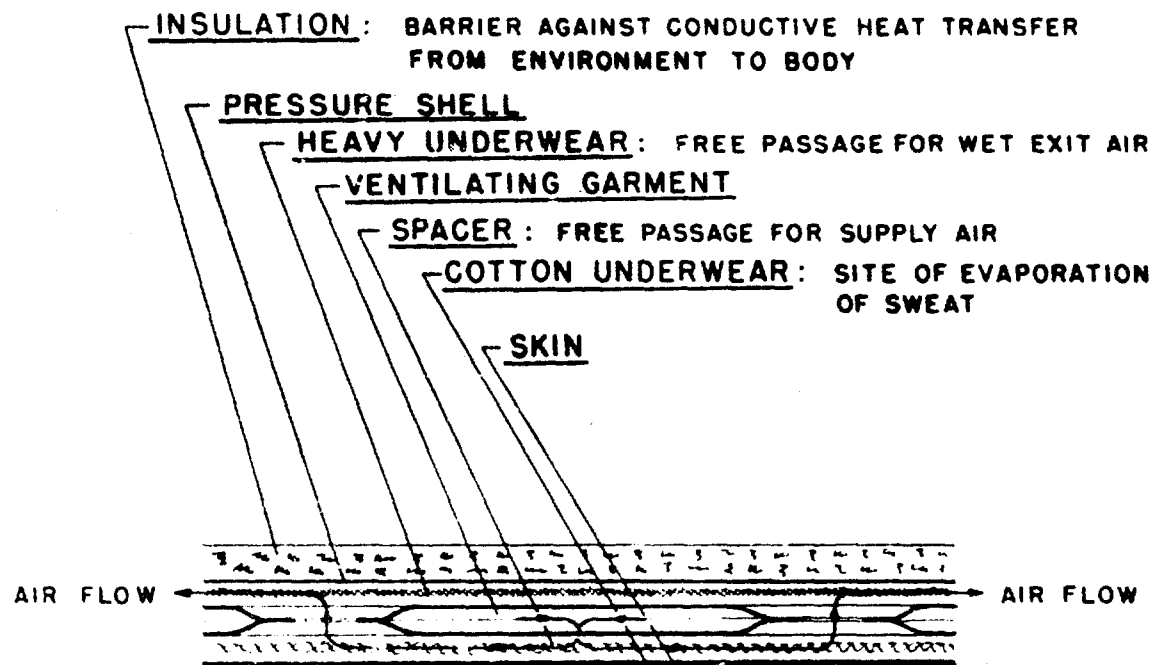 INSULATION: BARRIER AGAINST CONDUCTIVE HEAT TRANSFER
FROM ENVIRONMENT TO BODY
PRESSURE SHELL
HEAVY UNDERWEAR: FREE PASSAGE FOR WET EXIT AIR
VENTILATING GARMENT
SPACER: FREE PASSAGE FOR SUPPLY AIR
COTTON UNDERWEAR: SITE OF EVAPORATION
OF SWEAT
SKIN
AIR FLOW
AIR FLOW